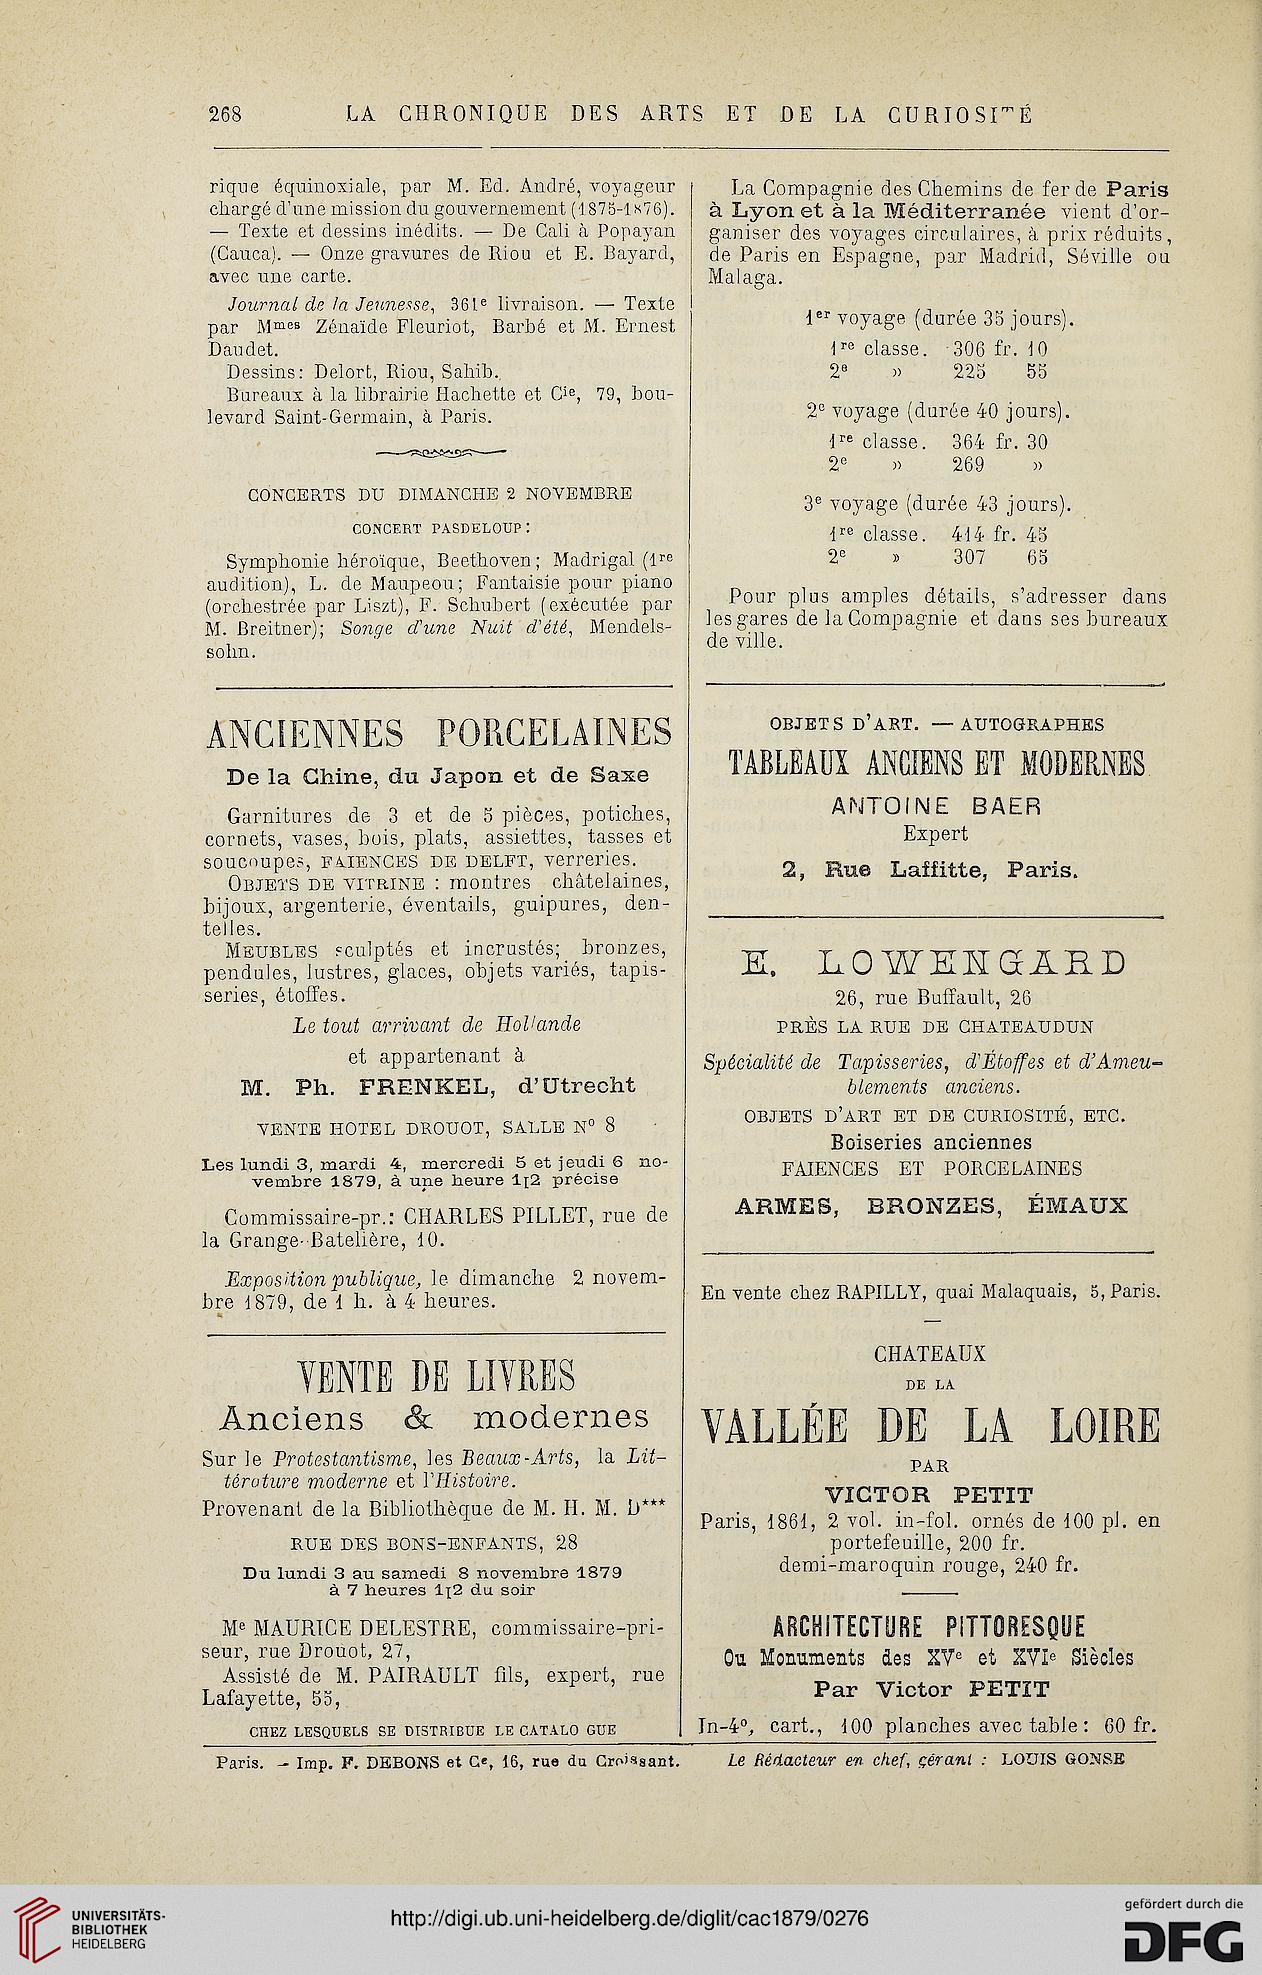 268 LA CHRONIQUE DES ARTS ET DE LA CURIOSITÉ
rique équinoxiale, par M. Ed. André, voyageur
chargé d'une mission du gouvernement (1875-1876).
— Texte et dessins inédits. — De Cali à Popayan
(Cauca). — Onze gravures de Riou et E. Bayard,
avec une carte.
Journal de la Jeunesse, 361e livraison. — Texte
par Mmes Zénaïde Fleuriot, Barbé et M. Ernest
Daudet.
Dessins: Delort, Riou, Sahib.
Bureaux à la librairie Hachette et Cie, 79, bou-
levard Saint-Germain, à Paris.
CONCERTS DU DIMANCHE 2 NOVEMBRE
CONCERT PASDELOUP:
Symphonie héroïque, Beethoven; Madrigal (1re
audition), L. de Maupeou; Fantaisie pour piano
(orchestrée par Liszt), F. Schubert (exécutée par
M. Breitner); Songe d'une Nuit d'été, Mendels-
sohn.
ANCIENNES PORCELAINES
De la Chine, du Japon et de Saxe
Garnitures de 3 et de 5 pièces, potiches,
cornets, vases, bois, plats, assiettes, tasses et
soucoupes, FAIENCES DE DELFT, verreries.
OBJETS DE VITRINE : montres châtelaines,
bijoux, argenterie, éventails, guipures, den-
telles.
MEUBLES sculptés et incrustés; bronzes,
pendules, lustres, glaces, objets variés, tapis-
series, étoffes.
Le tout arrivant de Hollande
et appartenant à
M. Ph. FRENKEL, d'Utrecht
VENTE HOTEL DROUOT, SALLE N° 8
Les lundi 3, mardi 4, mercredi 5 et jeudi 6 no-
vembre 1879, à une heure 1[2 précise
Commissaire-pr.: CHARLES PILLET, rue de
la Grange-Batelière, 10.
Exposition publique, le dimanche 2 novem-
bre 1879, de 1 h. à 4 heures.
VENTE DE LIVRES
Anciens & modernes
Sur le Protestantisme, les Beaux-Arts, la Lit-
térature moderne et l'Histoire.
Provenant de la Bibliothèque de M. H. M. D***
RUE DES BONS-ENFANTS, 28
Du lundi 3 au samedi 8 novembre 1879
à 7 heures 1[2 du soir
Me MAURICE DELESTRE, commissaire-pri-
seur, rue Drouot, 27,
Assisté de M. PAIRAULT fils, expert, rue
Lafayette, 55,
CHEZ LESQUELS SE DISTRIBUE LE CATALO GUE
La Compagnie des Chemins de fer de Paris
à Lyon et à la Méditerranée vient d'or-
ganiser des voyages circulaires, à prix réduits,
de Paris en Espagne, par Madrid, Séville ou
Malaga.
1er voyage (durée 35 jours).
1re classe. 306 fr. 10
2e » 225 55
2e voyage (durée 40 jours).
1re classe. 364 fr. 30
2e » 269 »
3e voyage (durée 43 jours).
1re classe. 414 fr. 45
2e » 307 65
Pour plus amples détails, s'adresser dans
les gares de la Compagnie et dans ses bureaux
de ville.
OBJETS D'ART. — AUTOGRAPHES
TABLEAUX ANCIENS ET MODERNES
ANTOINE BAER
Expert
2, Rue Laffitte, Paris.
E. LOWENGARD
26, rue Buffault, 26
PRÈS LA RUE DE CHATEAUDUN
Spécialité de Tapisseries, d'Étoffes et d'Ameu-
blements anciens.
OBJETS D'ART ET DE CURIOSITÉ, ETC.
Boiseries anciennes
FAIENCES ET PORCELAINES
ARMES, BRONZES, ÉMAUX
En vente chez RAPILLY, quai Malaquais, 5, Paris.
CHATEAUX
DE LA
VALLÉE DE LA LOIRE
PAR
VICTOR PETIT
Paris, 1861, 2 vol. in-fol. ornés de 100 pl. en
portefeuille, 200 fr.
demi-maroquin rouge, 240 fr.
ARCHITECTURE PITTORESQUE
Ou Monuments des XVe et XVIe Siècles
Par Victor PETIT
In-4°, cart., 100 planches avec table: 60 fr.
Paris. — Imp. F. DEBONS et Ce, 16, rue du Croissant.
Le Rédacteur en chef, gérant : LOUIS GONSE
UNIVERSITÄTS-
BIBLIOTHEK
HEIDELBERG
http://digi.ub.uni-heidelberg.de/diglit/cac1879/0276
gefördert durch die
DFG